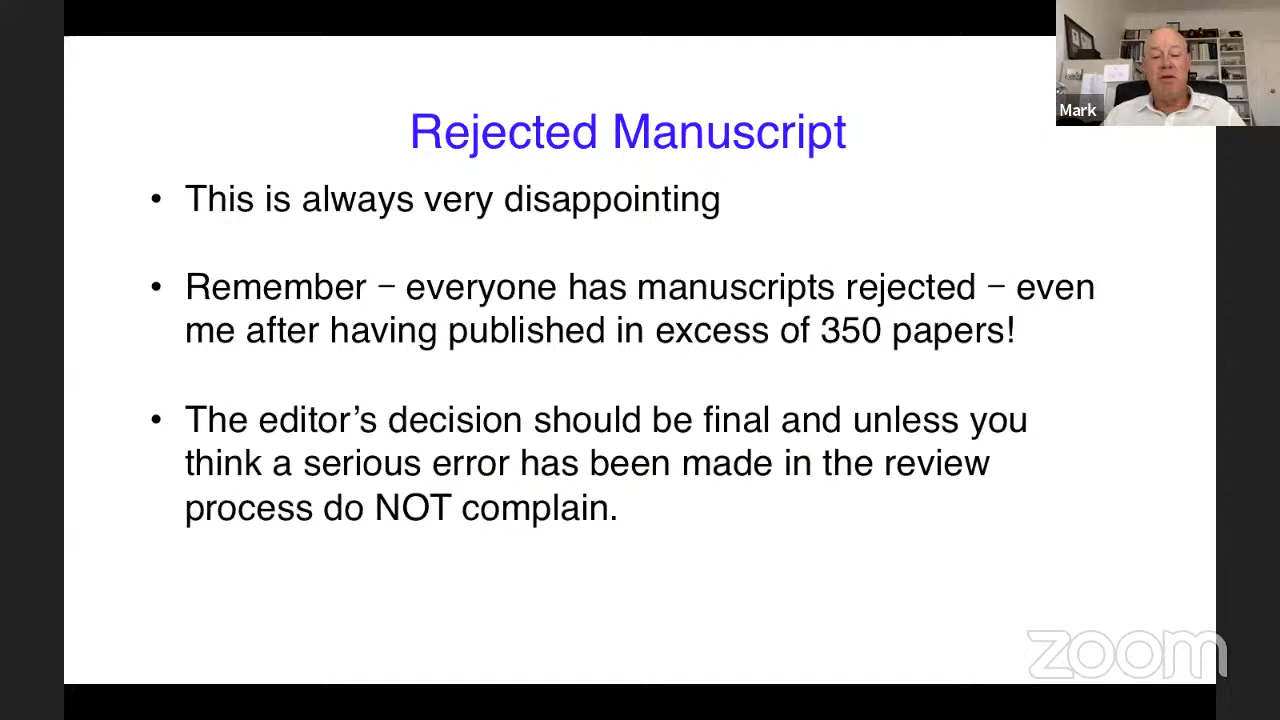 Mark
Rejected Manuscript
• This is always very disappointing
• Remember – everyone has manuscripts rejected – even
me after having published in excess of 350 papers!
• The editor’s decision should be final and unless you
think a serious error has been made in the review
process do NOT complain.
zoom